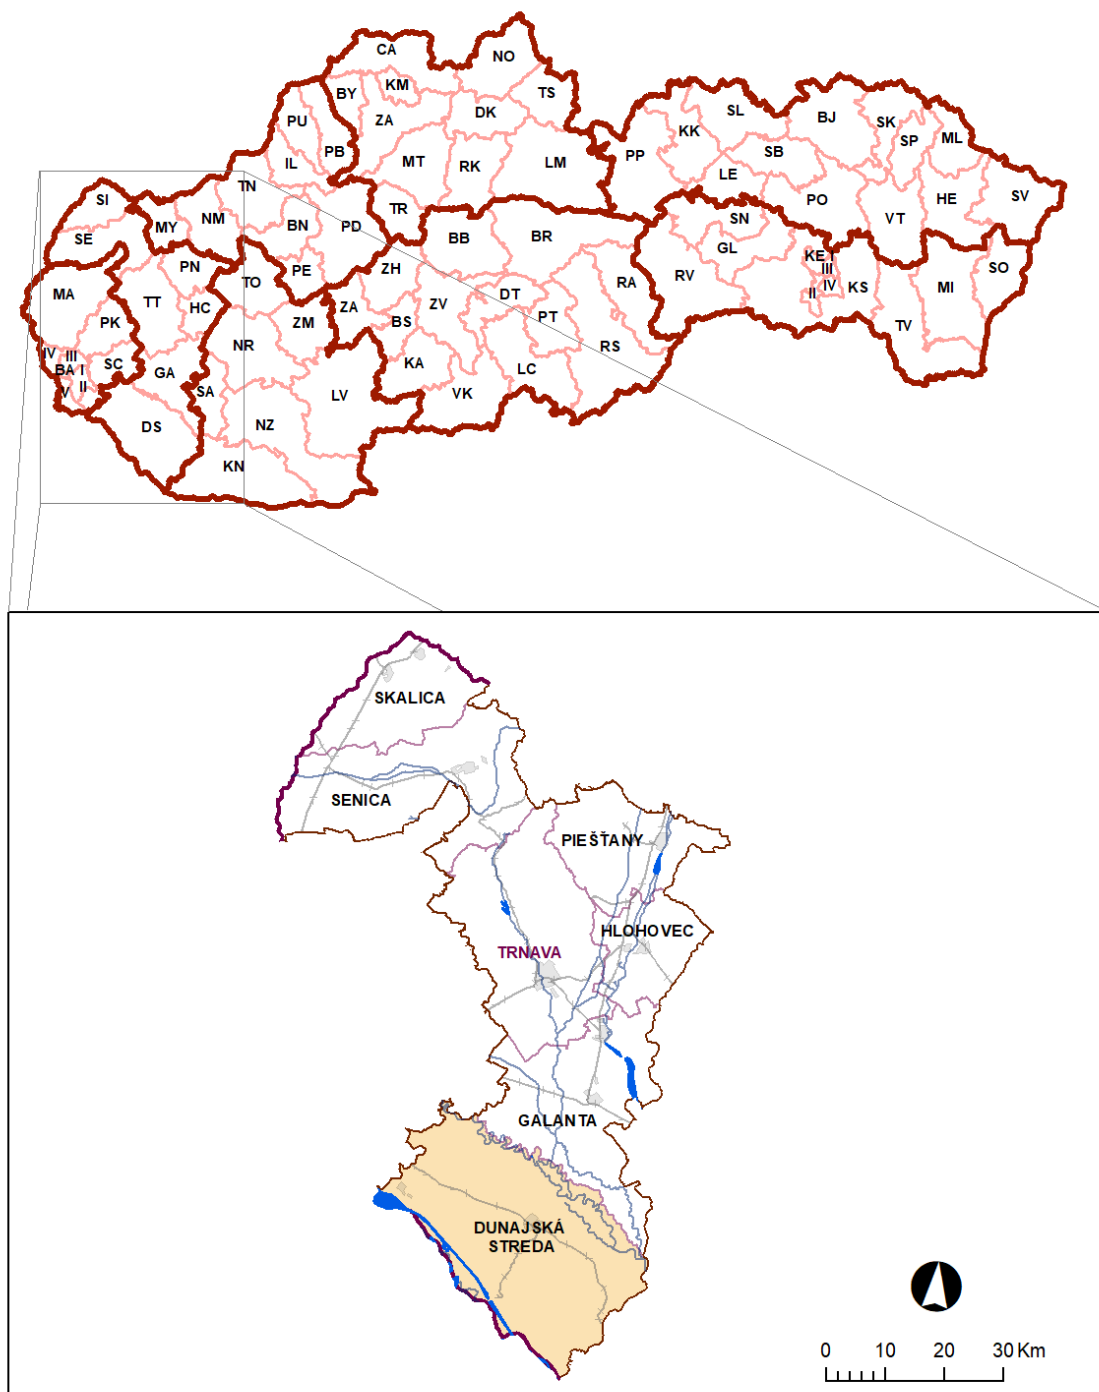 CA
NO
BY
KM
TS
PU
ZA
DK
SL
BJ
SK
KK
SP
ML
PB
MT
RK
LM
PP
SB
IL
LE
TN
SI
PO
HE
SV
TR
MY
NM
BN
PD
SN
VT
SE
BB
BR
GL
PN
PE
ZH
KE I
SO
TO
RV
III
MA
TT
RA
IV
KS
MI
HC
ZA
ZV
DT
II
PK
ZM
BS
PT
TV
NR
RS
IV
III
SC
KA
LC
BA
I
GA
II
V
SA
LV
VK
DS
NZ
KN
SKALICA
SENICA
PIEŠŤANY
HLOHOVEC
TRNAVA
GALANTA
DUNAJSKÁ
STREDA
0 10 20 30 Km